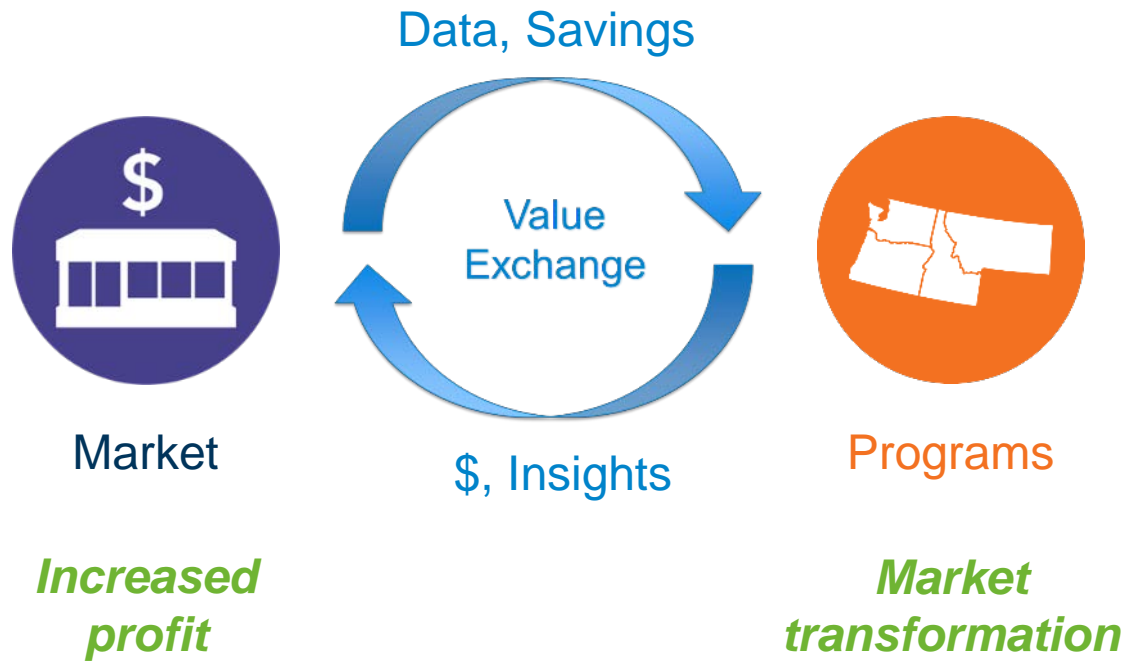 Data, Savings
$
Value
Exchange
Market
Programs
$, Insights
Increased
profit
Market
transformation